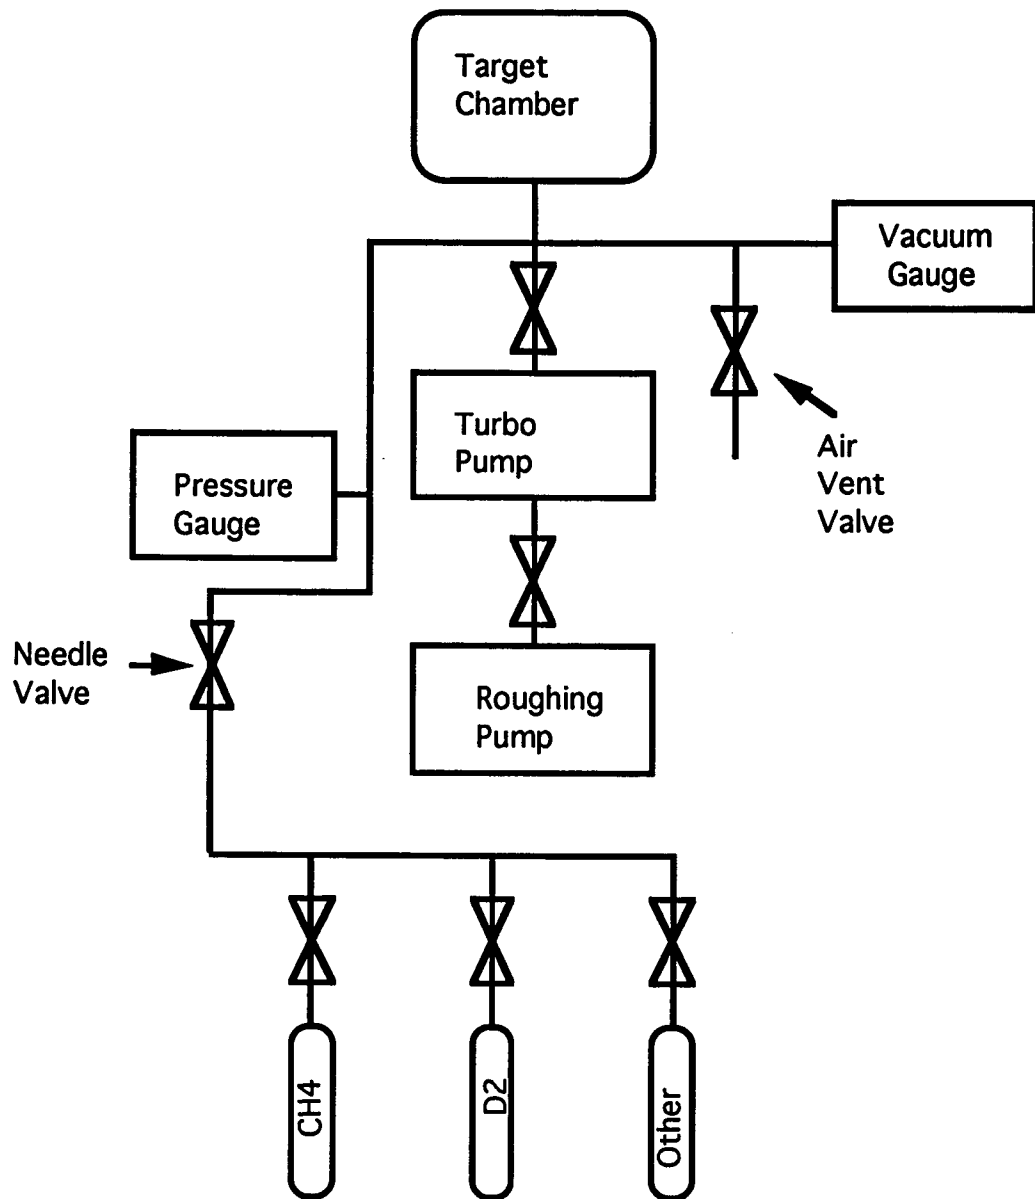 Target
Chamber
Vacuum
Gauge
Turbo
Pump
Air
Vent
Valve
Pressure
Gauge
Needle
Valve
Roughing
Pump
CH4
D2
Other